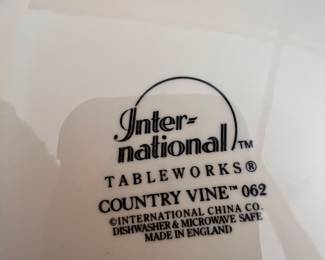 Inter-
national™
TABLEWORKS®
COUNTRY VINE™ 062
©INTERNATIONAL CHINA CO.
DISHWASHER & MICROWAVE SAFE
MADE IN ENGLAND